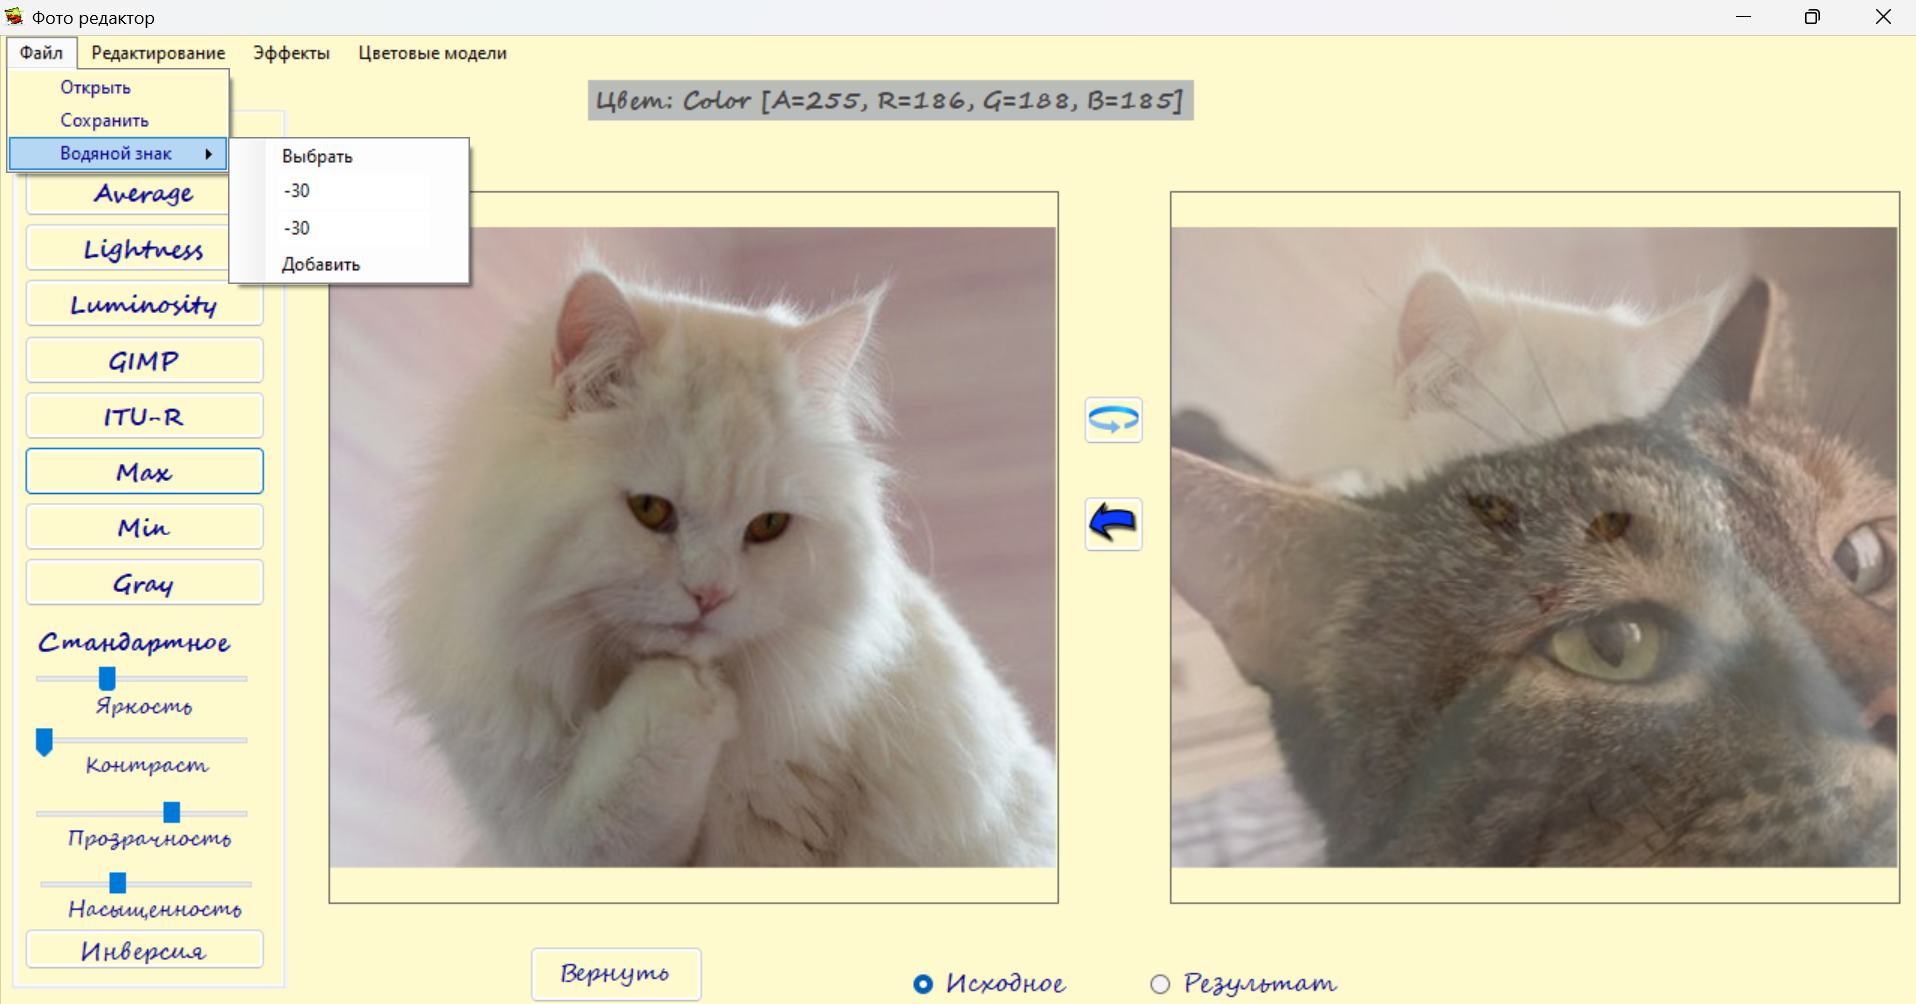 Фото редактор
Файл Редактирование Эффекты Цветовые модели
Открыть
Сохранить
Водяной знак
Выбрать
-30
-30
Добавить
Цвет: Color [A=255, R=186, G=188, B=185]
Average
Lightness
Luminosity
GIMP
ITU-R
Max
Min
Gray
Стандартное
Яркость
Контраст
Прозрачность
Насыщенность
Инверсия
Вернуть
Исходное
Результат